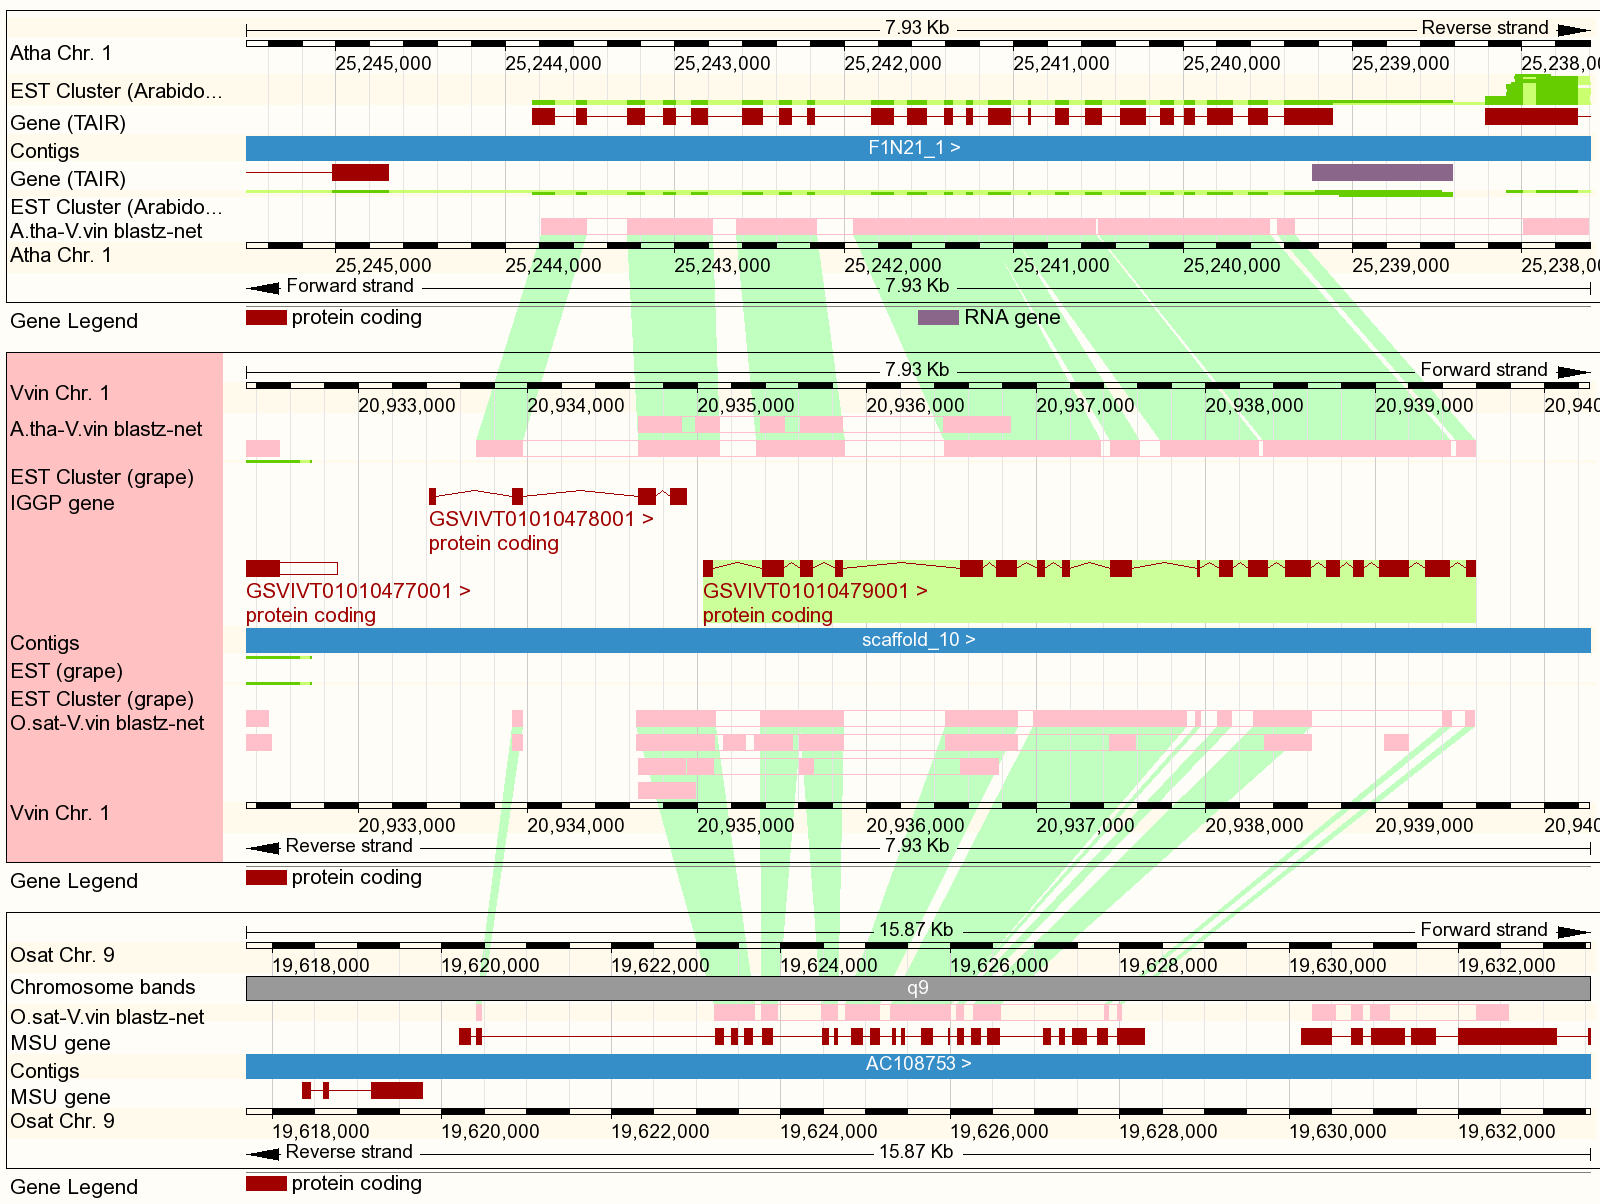 7.93 Kb Reverse strand
Atha Chr. 1
25,245,000 25,244,000 25,243,000 25,242,000 25,241,000 25,240,000 25,239,000 25,238,0
EST Cluster (Arabido...
Gene (TAIR)
Contigs F1N21_1 >
Gene (TAIR)
EST Cluster (Arabido...
A.tha-V.vin blastz-net
Atha Chr. 1
25,245,000 25,244,000 25,243,000 25,242,000 25,241,000 25,240,000 25,239,000 25,238,0
Forward strand 7.93 Kb
Gene Legend protein coding RNA gene
7.93 Kb Forward strand
Vvin Chr. 1
20,933,000 20,934,000 20,935,000 20,936,000 20,937,000 20,938,000 20,939,000 20,940
A.tha-V.vin blastz-net
EST Cluster (grape)
IGGP gene
GSVIVT01010478001 >
protein coding
GSVIVT01010477001 > GSVIVT01010479001 >
protein coding protein coding
Contigs scaffold_10 >
EST (grape)
EST Cluster (grape)
O.sat-V.vin blastz-net
Vvin Chr. 1
20,933,000 20,934,000 20,935,000 20,936,000 20,937,000 20,938,000 20,939,000 20,940
Reverse strand 7.93 Kb
Gene Legend protein coding
15.87 Kb Forward strand
Osat Chr. 9
19,618,000 19,620,000 19,622,000 19,624,000 19,626,000 19,628,000 19,630,000 19,632,000
Chromosome bands q9
O.sat-V.vin blastz-net
MSU gene
Contigs AC108753 >
MSU gene
Osat Chr. 9
19,618,000 19,620,000 19,622,000 19,624,000 19,626,000 19,628,000 19,630,000 19,632,000
Reverse strand 15.87 Kb
Gene Legend protein coding